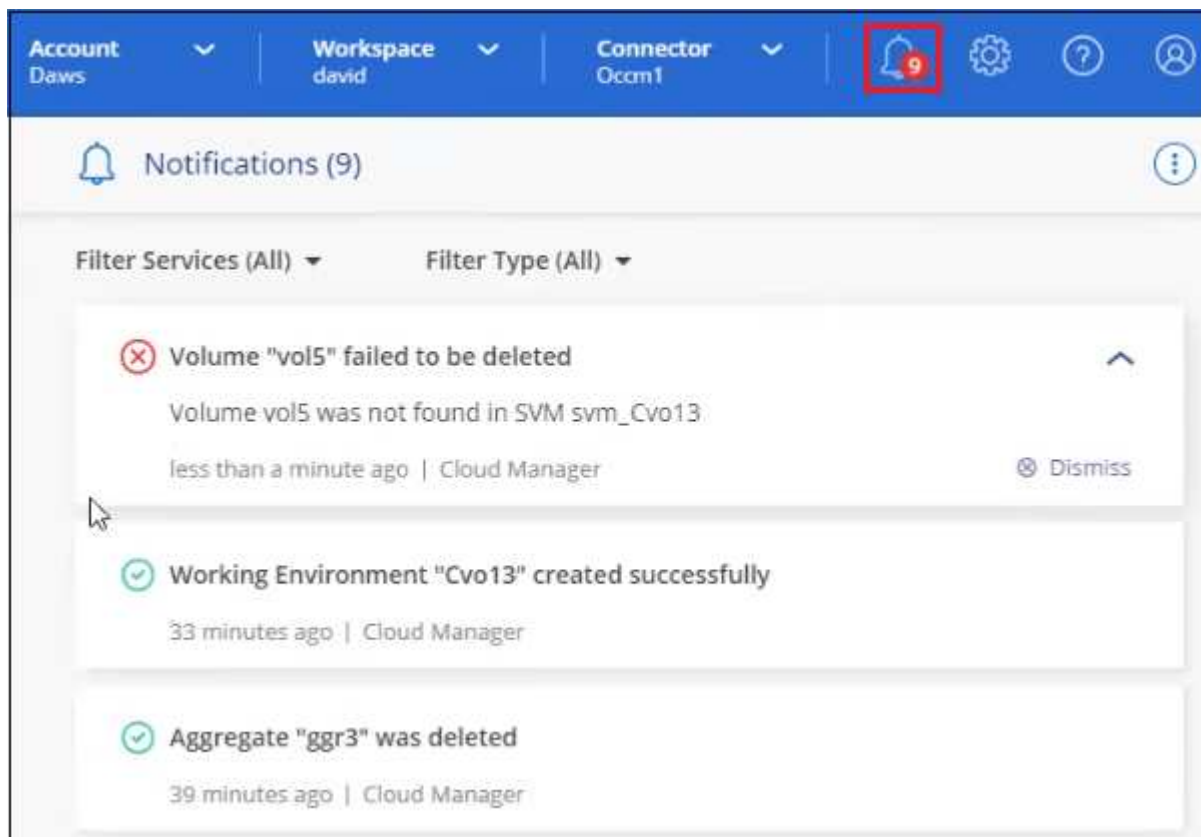 Account Workspace Connector
Daws david Occm1
9
?
Notifications (9)
Filter Services (All) Filter Type (All)
Volume "vol5" failed to be deleted
Volume vol5 was not found in SVM svm_Cvo13
less than a minute ago | Cloud Manager Dismiss
Working Environment "Cvo13" created successfully
33 minutes ago | Cloud Manager
Aggregate "ggr3" was deleted
39 minutes ago | Cloud Manager